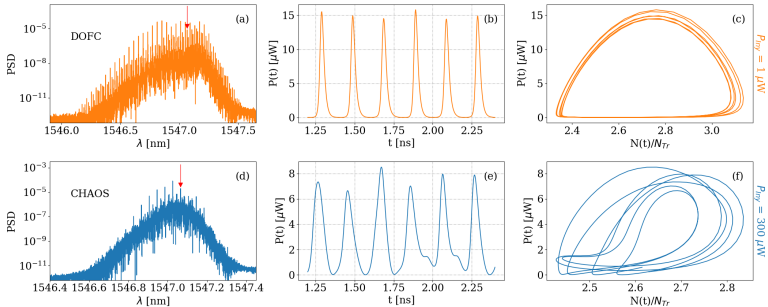 (a)
DOFC
PSD
10⁻⁵
10⁻⁸
10⁻¹¹
1546.0 1546.5 1547.0 1547.5
λ [nm]
(b)
P(t) [μW]
15
10
5
0
1.25 1.50 1.75 2.00 2.25
t [ns]
(c)
P(t) [μW]
15
10
5
0
2.4 2.6 2.8 3.0
N(t)/N_Tr
P_Iny = 1 μW
(d)
CHAOS
PSD
10⁻³
10⁻⁵
10⁻⁷
10⁻⁹
10⁻¹¹
1546.4 1546.6 1546.8 1547.0 1547.2 1547.4
λ [nm]
(e)
P(t) [μW]
8
6
4
2
0
1.25 1.50 1.75 2.00 2.25
t [ns]
(f)
P(t) [μW]
8
6
4
2
0
2.5 2.6 2.7 2.8
N(t)/N_Tr
P_Iny = 300 μW